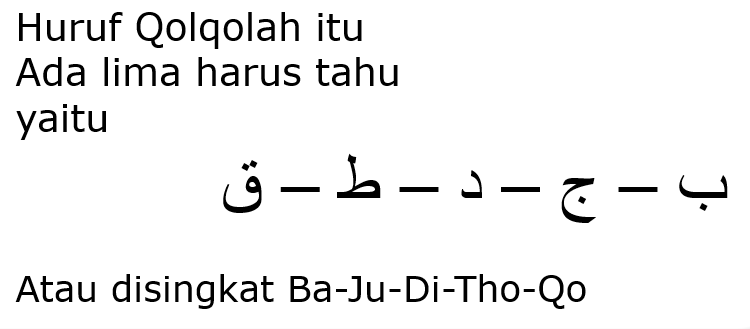 Huruf Qolqolah itu
Ada lima harus tahu
yaitu
ب – ج – د – ط – ق
Atau disingkat Ba-Ju-Di-Tho-Qo